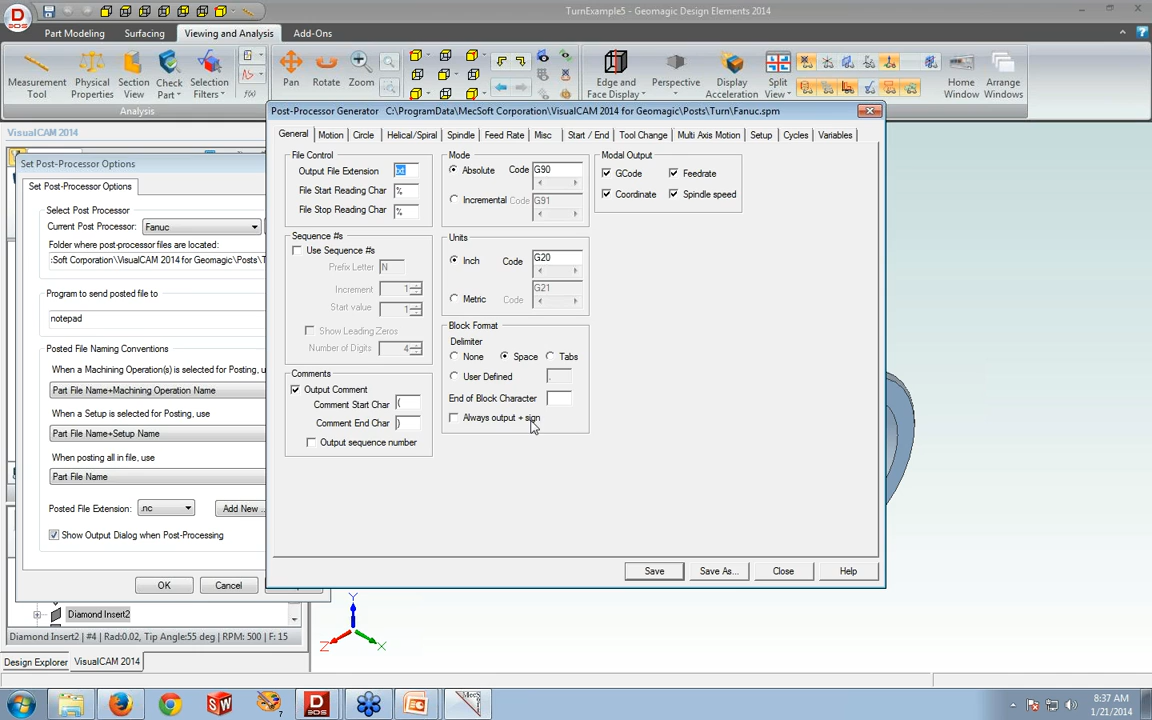 TurnExample5 - Geomagic Design Elements 2014
Part Modeling
Surfacing
Viewing and Analysis
Add-Ons
Measurement Tool
Physical Properties
Section View
Check Part
Selection Filters
f(x)
Pan
Rotate
Zoom
Edge and Face Display
Perspective
Display Acceleration
Split View
Home Window
Arrange Windows
Analysis
Post-Processor Generator C:\ProgramData\MecSoft Corporation\VisualCAM 2014 for Geomagic\Posts\Turn\Fanuc.spm
VisualCAM 2014
General
Motion
Circle
Helical/Spiral
Spindle
Feed Rate
Misc
Start / End
Tool Change
Multi Axis Motion
Setup
Cycles
Variables
Set Post-Processor Options
Set Post-Processor Options
Select Post Processor
Current Post Processor: Fanuc
Folder where post-processor files are located:
:Soft Corporation\VisualCAM 2014 for Geomagic\Posts\T
Program to send posted file to
notepad
Posted File Naming Conventions
When a Machining Operation(s) is selected for Posting, u
Part File Name+Machining Operation Name
When a Setup is selected for Posting, use
Part File Name+Setup Name
When posting all in file, use
Part File Name
Posted File Extension: .nc
Add New ..
Show Output Dialog when Post-Processing
OK
Cancel
File Control
Output File Extension
File Start Reading Char %
File Stop Reading Char %
Sequence #s
Use Sequence #s
Prefix Letter N
Increment 1
Start value 1
Show Leading Zeros
Number of Digits 4
Comments
Output Comment
Comment Start Char (
Comment End Char )
Output sequence number
Mode
Absolute Code G90
Incremental Code G91
Units
Inch Code G20
Metric Code G21
Block Format
Delimiter
None Space Tabs
User Defined
End of Block Character
Always output + sign
Modal Output
GCode
Feedrate
Coordinate
Spindle speed
Save
Save As...
Close
Help
Diamond Insert2
Diamond Insert2 | #4 | Rad:0.02, Tip Angle:55 deg | RPM: 500 | F: 15
Y
Z
X
Design Explorer
VisualCAM 2014
8:37 AM
1/21/2014